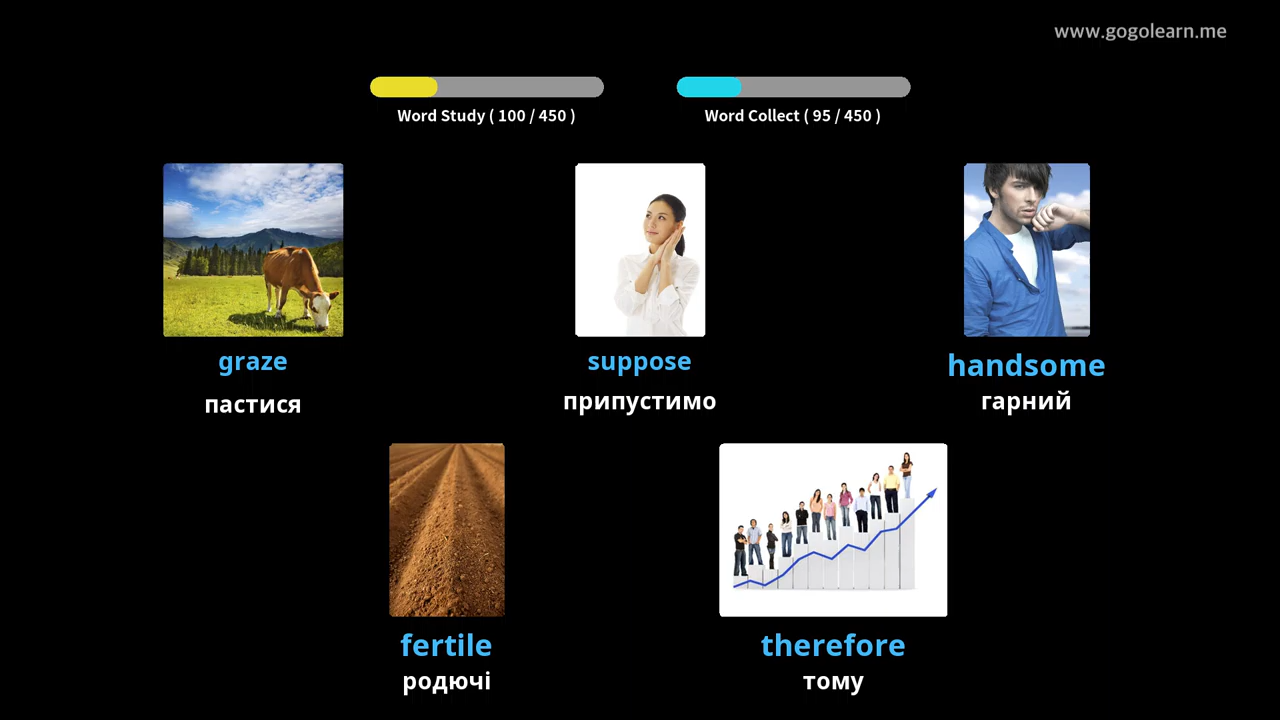 www.gogolearn.me
Word Study ( 100 / 450 )
Word Collect ( 95 / 450 )
graze
пастися
suppose
припустимо
handsome
гарний
fertile
родючі
therefore
тому